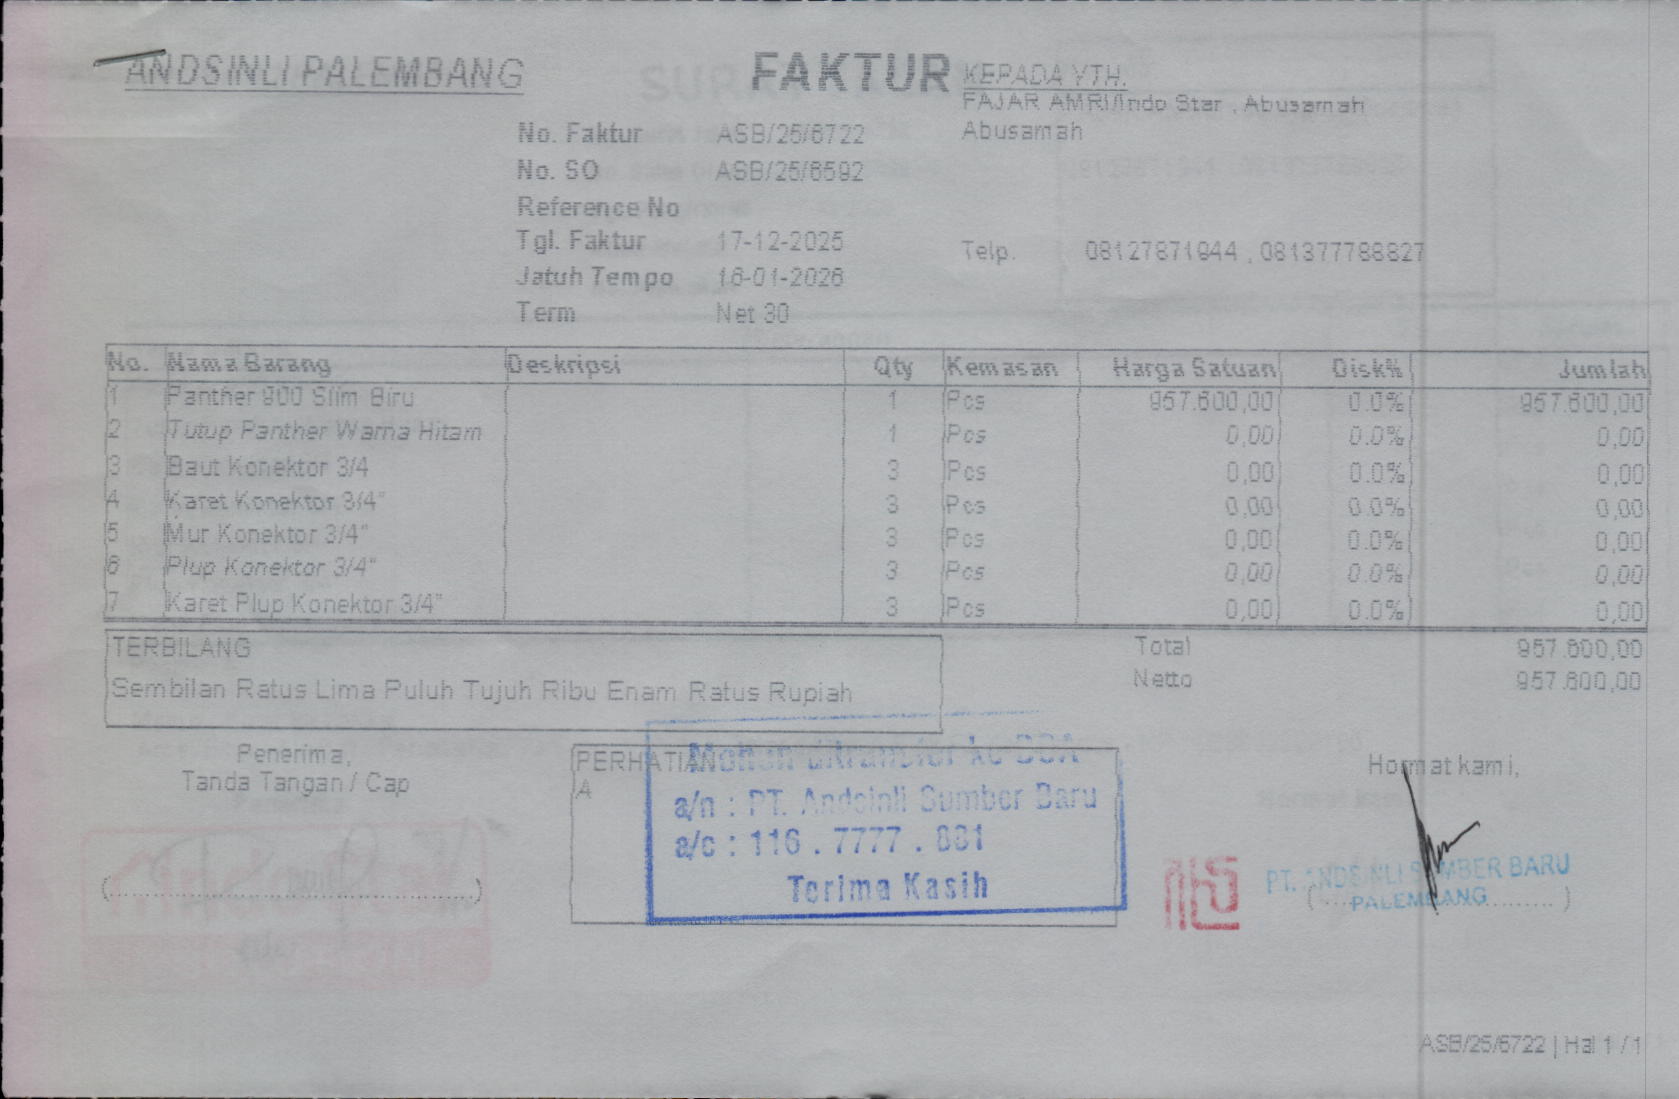 ANDSINLI PALEMBANG
FAKTUR
KEPADA YTH.
FAJAR AMRI/Indo Star , Abusamah
Abusamah
No. Faktur ASB/25/6722
No. SO ASB/25/6592
Reference No
Tgl. Faktur 17-12-2025
Jatuh Tempo 16-01-2026
Term Net 30
Telp. 08127871944 , 081377788827
No. Nama Barang Deskripsi Qty Kemasan Harga Satuan Disk% Jumlah
1 Panther 900 Slim Biru 1 Pcs 957.600,00 0.0% 957.600,00
2 Tutup Panther Warna Hitam 1 Pcs 0,00 0.0% 0,00
3 Baut Konektor 3/4 3 Pcs 0,00 0.0% 0,00
4 Karet Konektor 3/4" 3 Pcs 0,00 0.0% 0,00
5 Mur Konektor 3/4" 3 Pcs 0,00 0.0% 0,00
6 Plup Konektor 3/4" 3 Pcs 0,00 0.0% 0,00
7 Karet Plup Konektor 3/4" 3 Pcs 0,00 0.0% 0,00
TERBILANG
Sembilan Ratus Lima Puluh Tujuh Ribu Enam Ratus Rupiah
Total 957.600,00
Netto 957.600,00
Penerima,
Tanda Tangan / Cap
(........................................)
PERHATIAN
A
Mohon ditransfer ke BCA
a/n : PT. Andsinli Sumber Baru
a/c : 116 . 7777 . 881
Terima Kasih
Hormat kami,
PT. ANDSINLI SUMBER BARU
PALEMBANG
ASB/25/6722 | Hal 1 / 1